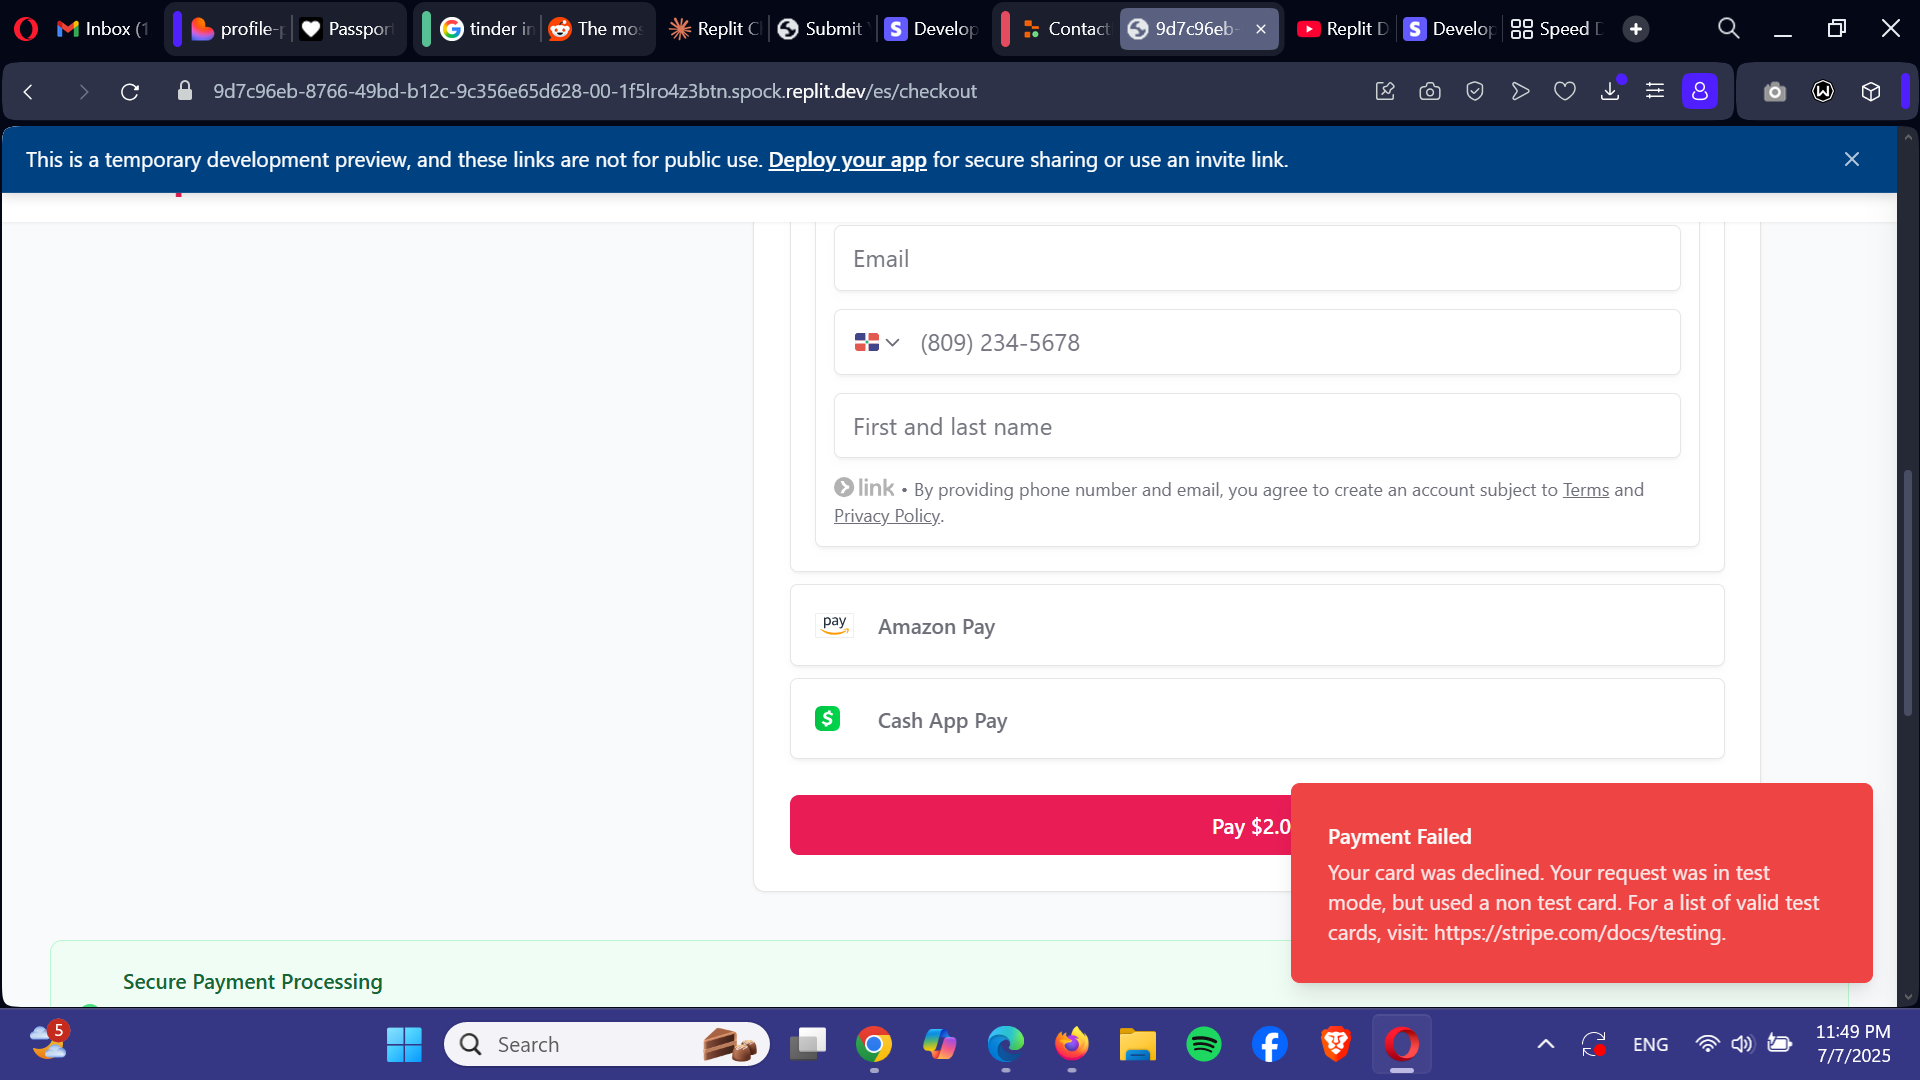 Inbox (1
profile-p
Passport
tinder in
The mos
Replit Cl
Submit
Develop
Contact
9d7c96eb-
Replit D
Develop
Speed D
9d7c96eb-8766-49bd-b12c-9c356e65d628-00-1f5lro4z3btn.spock.replit.dev/es/checkout
This is a temporary development preview, and these links are not for public use. Deploy your app for secure sharing or use an invite link.
Email
(809) 234-5678
First and last name
link • By providing phone number and email, you agree to create an account subject to Terms and
Privacy Policy.
pay Amazon Pay
$ Cash App Pay
Pay $2.0
Payment Failed
Your card was declined. Your request was in test
mode, but used a non test card. For a list of valid test
cards, visit: https://stripe.com/docs/testing.
Secure Payment Processing
5
Search
ENG
11:49 PM
7/7/2025